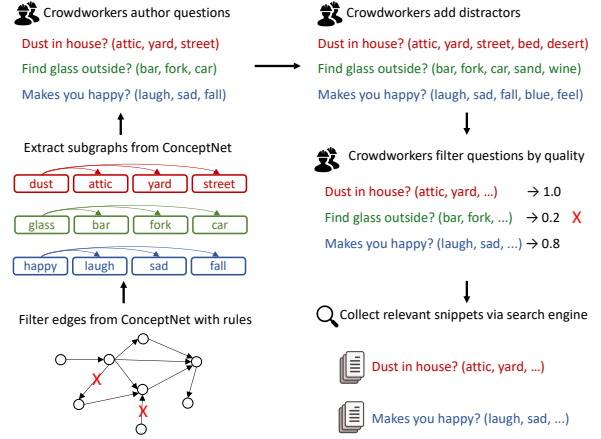 Crowdworkers author questions
Dust in house? (attic, yard, street)
Find glass outside? (bar, fork, car)
Makes you happy? (laugh, sad, fall)
Extract subgraphs from ConceptNet
dust attic yard street
glass bar fork car
happy laugh sad fall
Filter edges from ConceptNet with rules
X
X
Crowdworkers add distractors
Dust in house? (attic, yard, street, bed, desert)
Find glass outside? (bar, fork, car, sand, wine)
Makes you happy? (laugh, sad, fall, blue, feel)
Crowdworkers filter questions by quality
Dust in house? (attic, yard, …) → 1.0
Find glass outside? (bar, fork, ...) → 0.2 X
Makes you happy? (laugh, sad, ...) → 0.8
Collect relevant snippets via search engine
Dust in house? (attic, yard, …)
Makes you happy? (laugh, sad, ...)